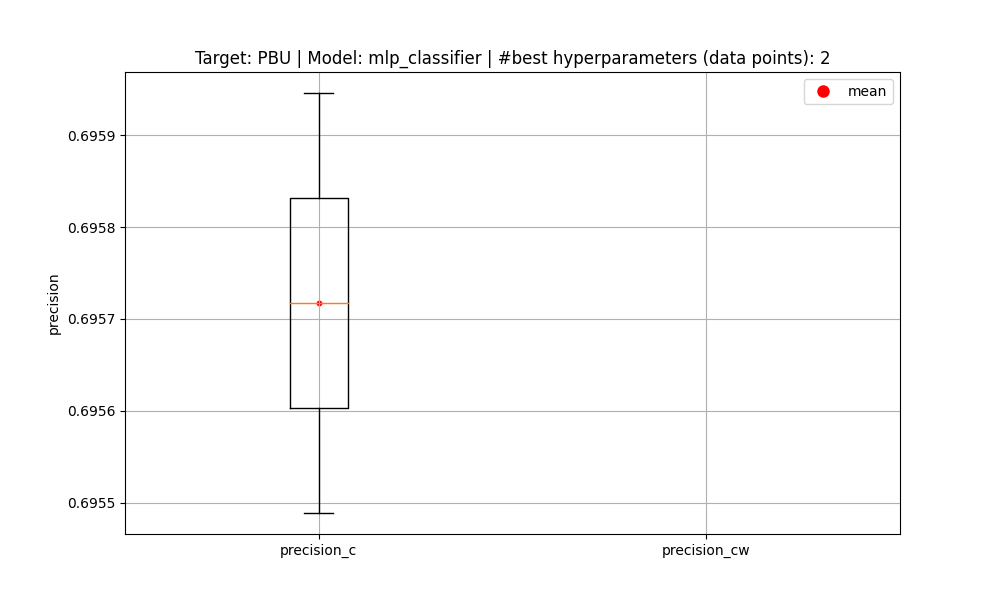 Target: PBU | Model: mlp_classifier | #best hyperparameters (data points): 2
mean
0.6959
0.6958
0.6957
0.6956
0.6955
precision
precision_c
precision_cw